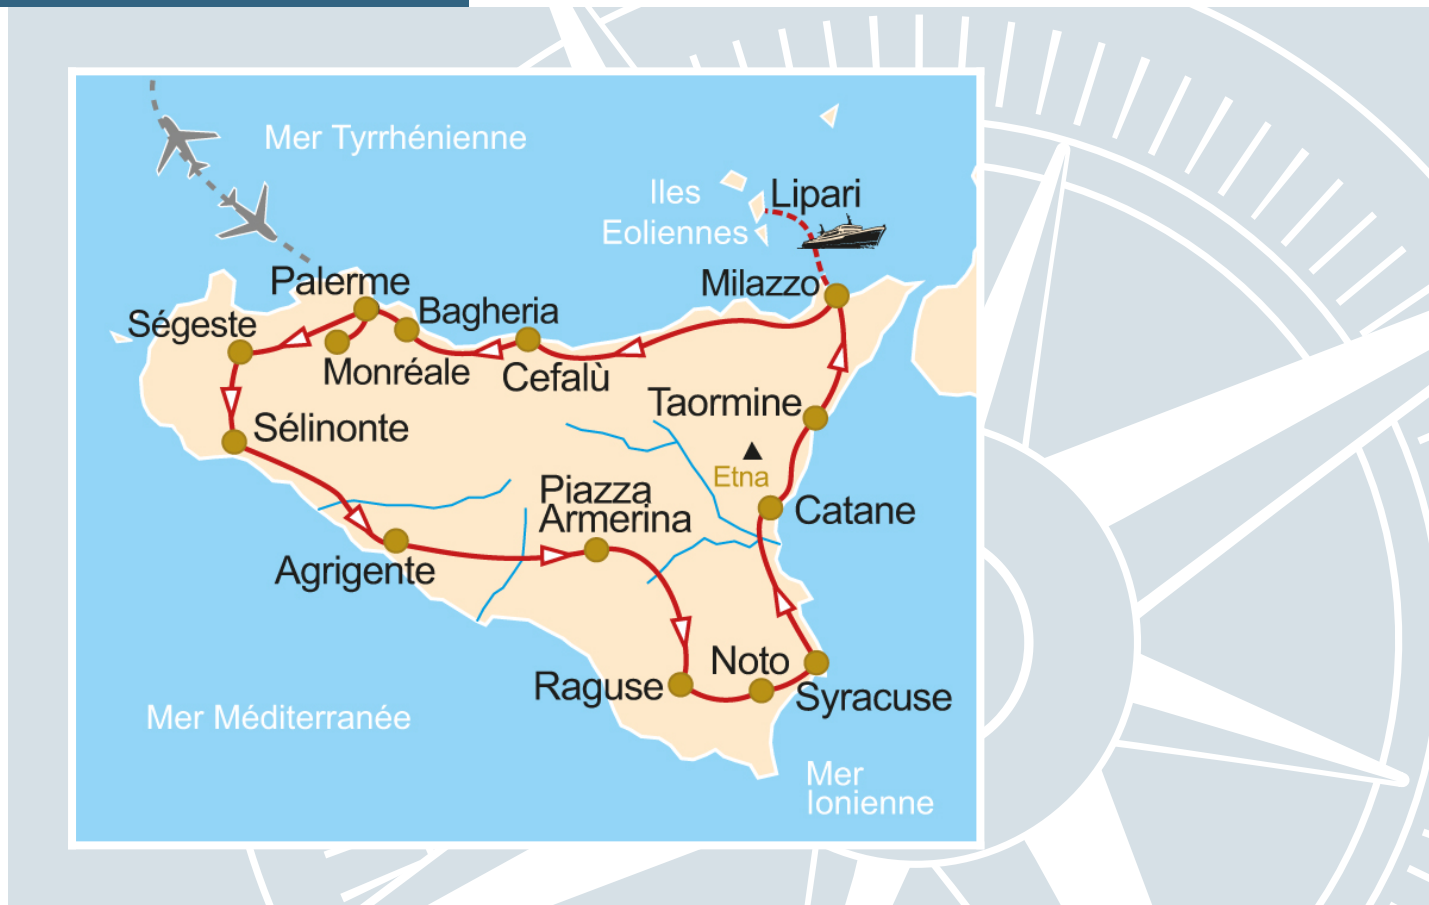 Mer Tyrrhénienne
Iles
Eoliennes
Lipari
Milazzo
Palerme
Bagheria
Ségeste
Monréale
Cefalù
Taormine
Sélinonte
Etna
Piazza
Armerina
Catane
Agrigente
Noto
Raguse
Syracuse
Mer Méditerranée
Mer
Ionienne